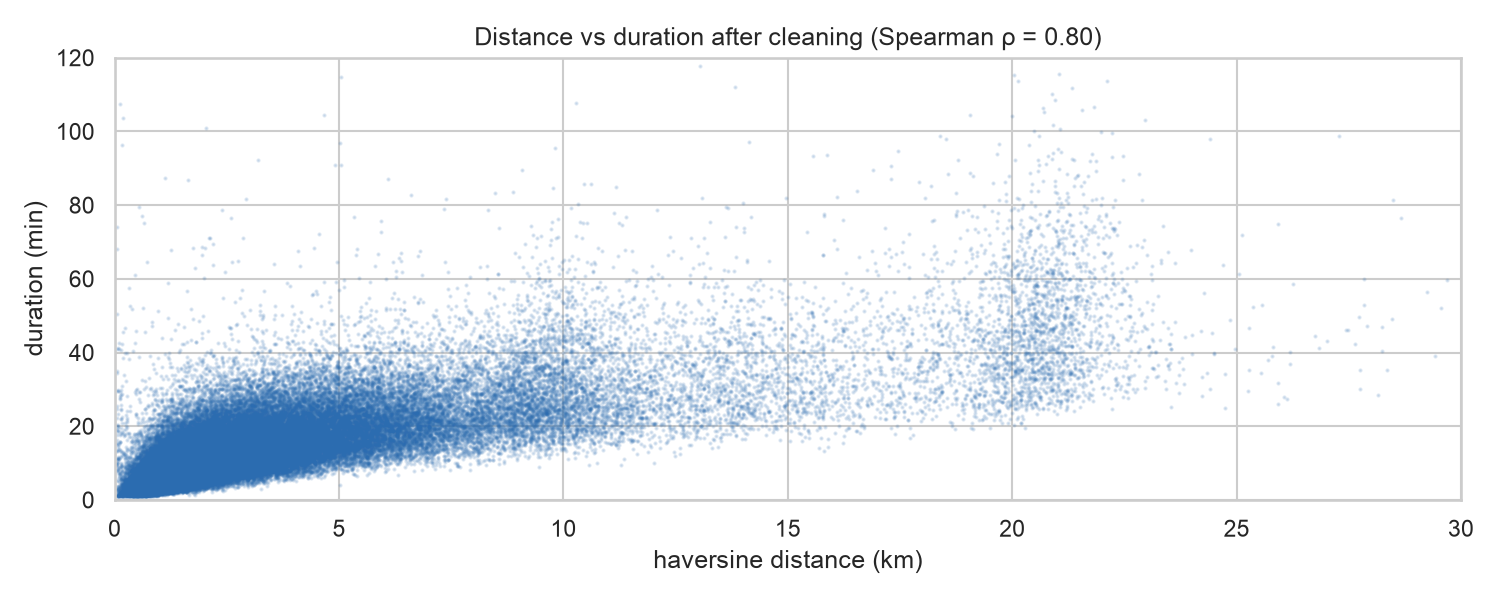 Distance vs duration after cleaning (Spearman ρ = 0.80)
120
100
80
60
40
20
0
duration (min)
0 5 10 15 20 25 30
haversine distance (km)